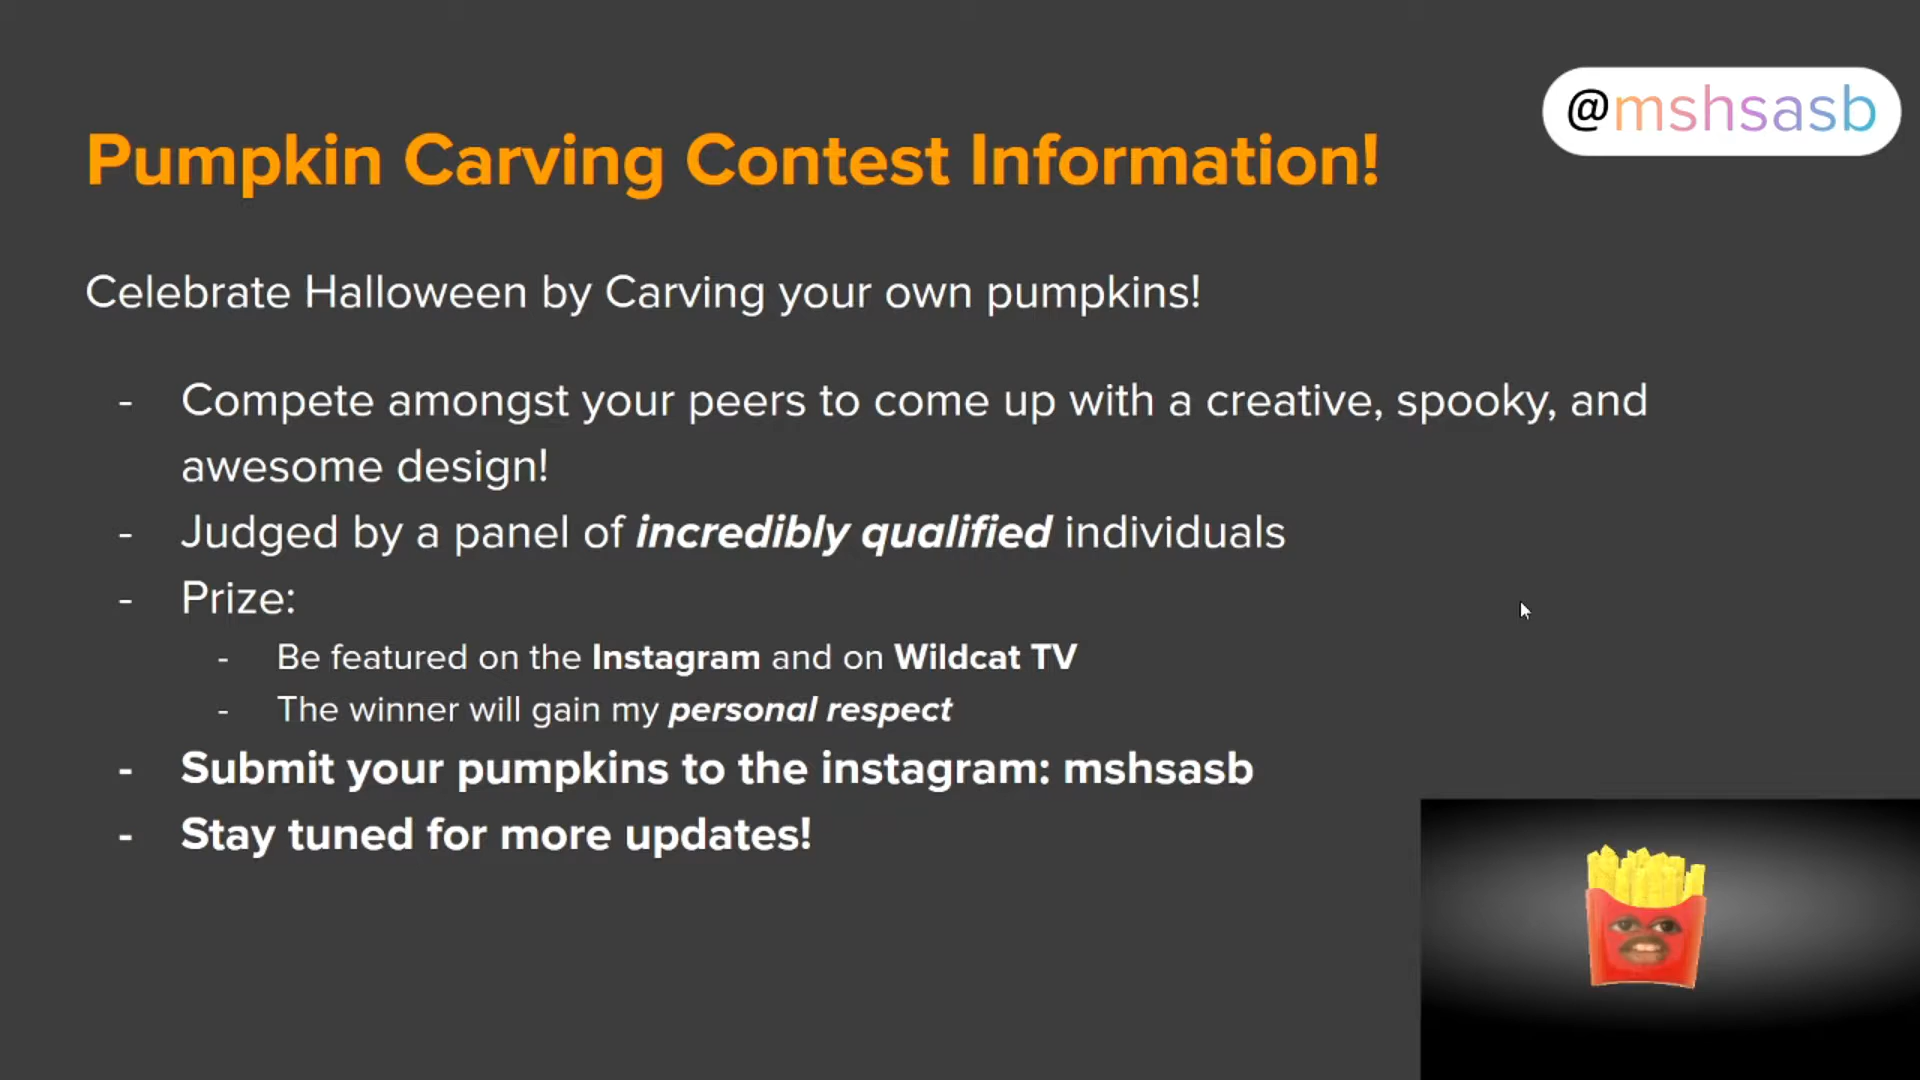 @mshsasb
Pumpkin Carving Contest Information!
Celebrate Halloween by Carving your own pumpkins!
- Compete amongst your peers to come up with a creative, spooky, and
awesome design!
- Judged by a panel of incredibly qualified individuals
- Prize:
- Be featured on the Instagram and on Wildcat TV
- The winner will gain my personal respect
- Submit your pumpkins to the instagram: mshsasb
- Stay tuned for more updates!